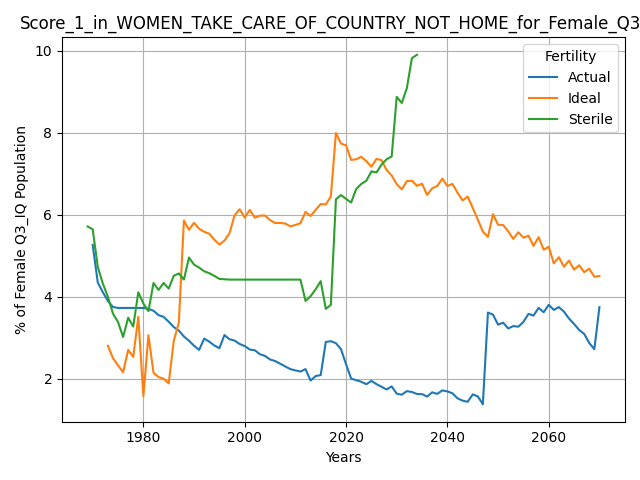 Score_1_in_WOMEN_TAKE_CARE_OF_COUNTRY_NOT_HOME_for_Female_Q3
10
8
6
4
2
% of Female Q3_IQ Population
Fertility
Actual
Ideal
Sterile
1980 2000 2020 2040 2060
Years